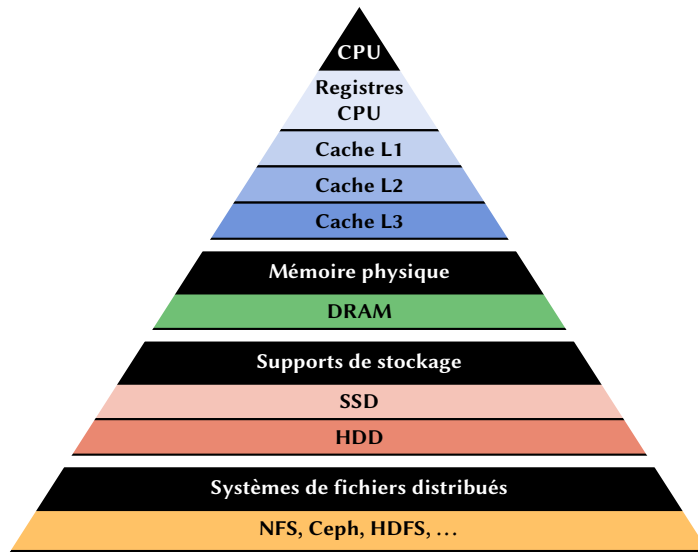 CPU
Registres
CPU
Cache L1
Cache L2
Cache L3
Mémoire physique
DRAM
Supports de stockage
SSD
HDD
Systèmes de fichiers distribués
NFS, Ceph, HDFS, …